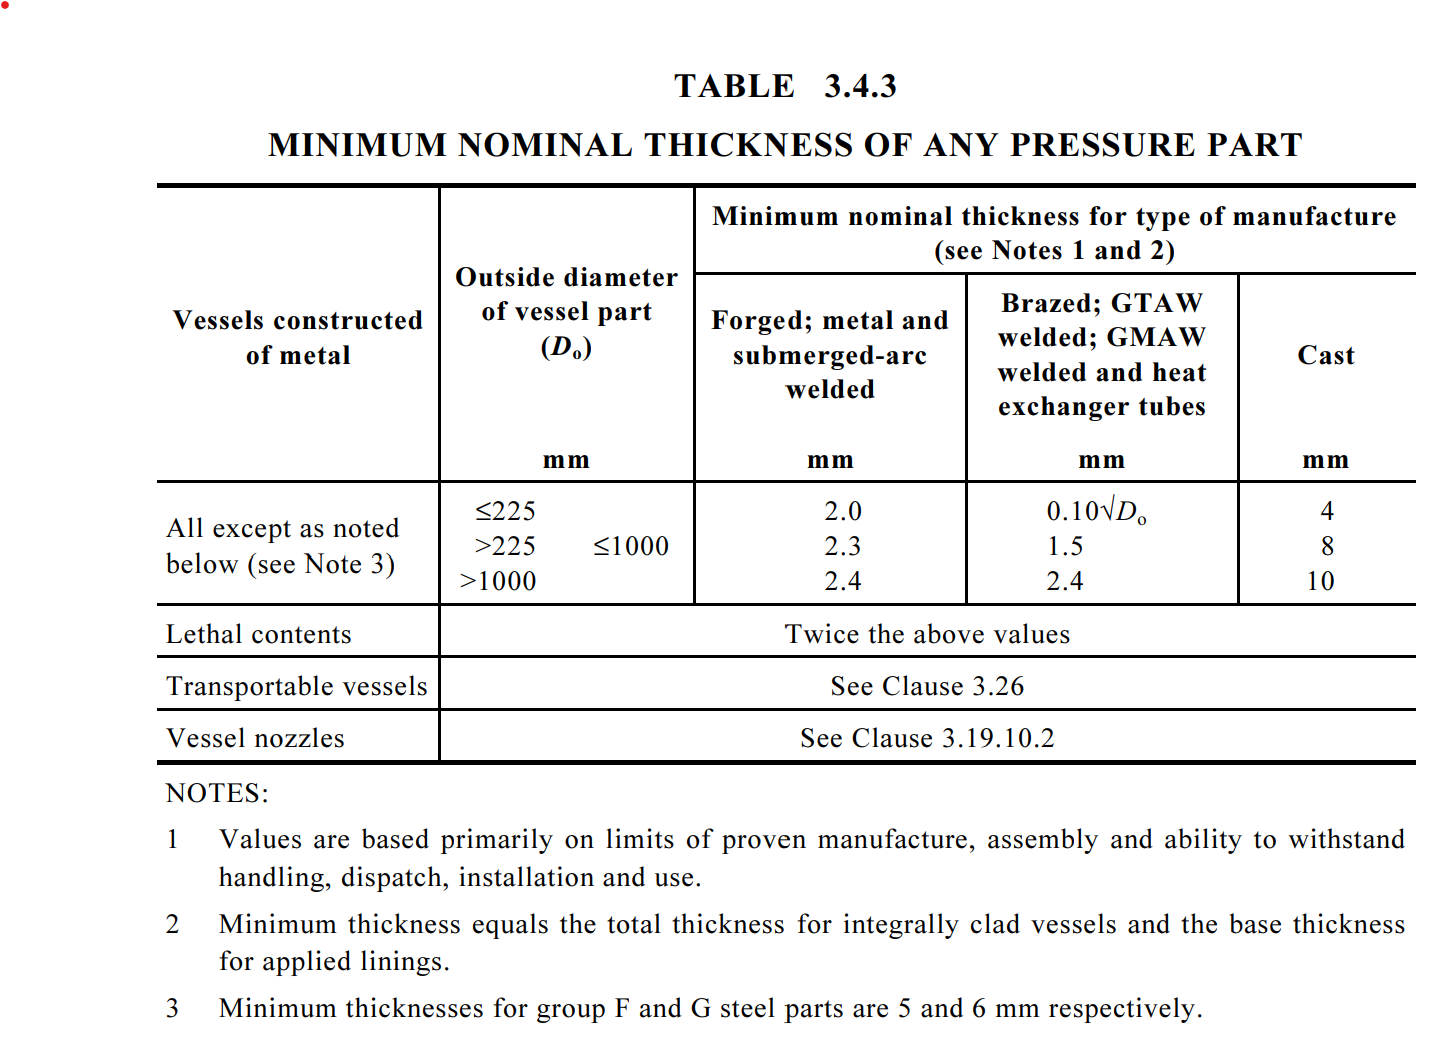 TABLE 3.4.3
MINIMUM NOMINAL THICKNESS OF ANY PRESSURE PART
Vessels constructed
of metal
Outside diameter
of vessel part
(Do)
mm
Minimum nominal thickness for type of manufacture
(see Notes 1 and 2)
Forged; metal and
submerged-arc
welded
mm
Brazed; GTAW
welded; GMAW
welded and heat
exchanger tubes
mm
Cast
mm
All except as noted
below (see Note 3)
≤225 2.0 0.10√Do 4
>225 ≤1000 2.3 1.5 8
>1000 2.4 2.4 10
Lethal contents Twice the above values
Transportable vessels See Clause 3.26
Vessel nozzles See Clause 3.19.10.2
NOTES:
1 Values are based primarily on limits of proven manufacture, assembly and ability to withstand
handling, dispatch, installation and use.
2 Minimum thickness equals the total thickness for integrally clad vessels and the base thickness
for applied linings.
3 Minimum thicknesses for group F and G steel parts are 5 and 6 mm respectively.